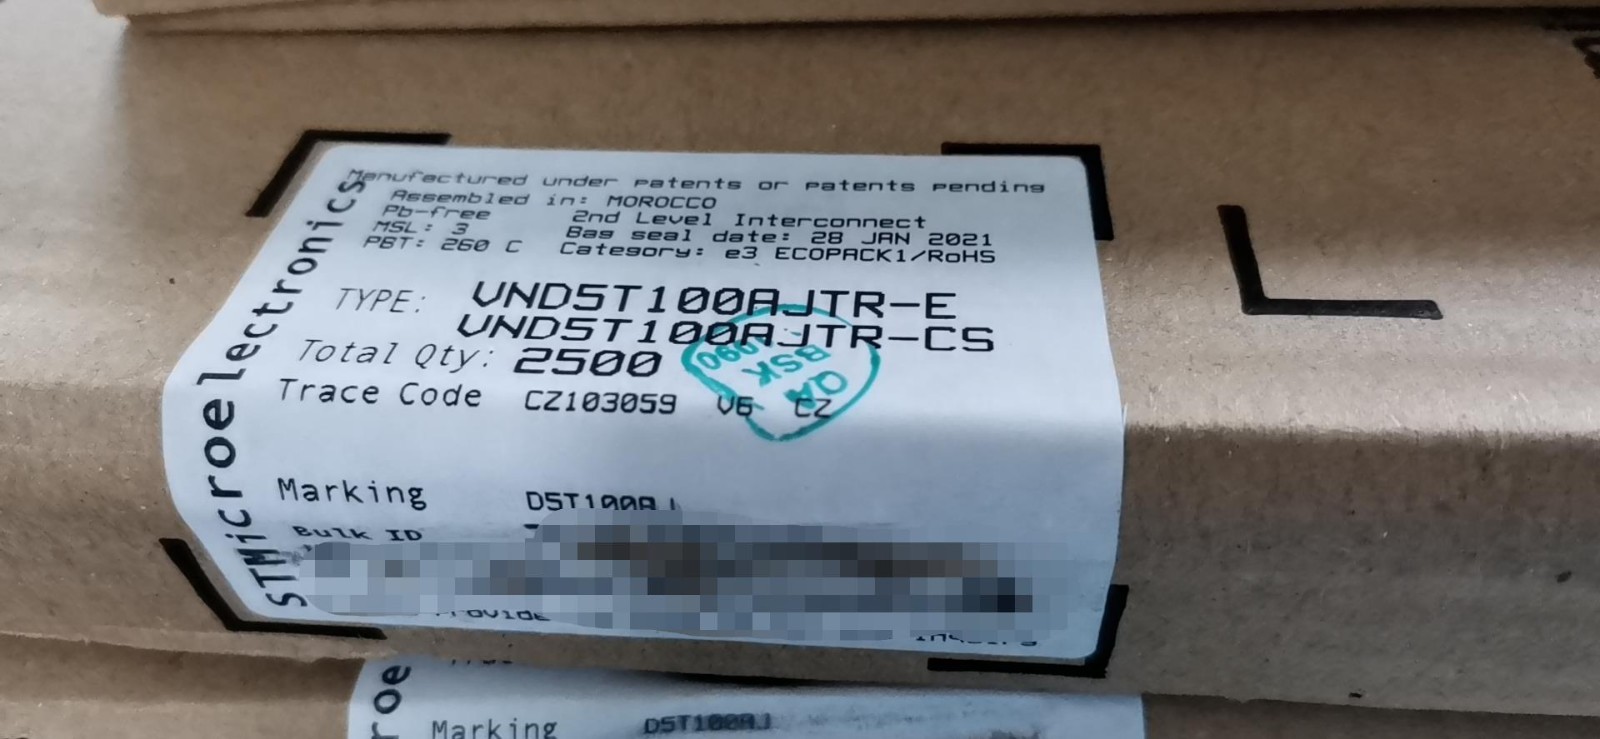 STMicroelectronics
Manufactured under patents or patents pending
Assembled in: MOROCCO
Pb-free 2nd Level Interconnect
MSL: 3 Bag seal date: 28 JAN 2021
PBT: 260 C Category: e3 ECOPACK1/RoHS
TYPE: VND5T100AJTR-E
VND5T100AJTR-CS
Total Qty: 2500
Trace Code CZ103059 V6 CZ
QA
BSK
090
Marking D5T100AJ
Bulk ID
Marking D5T100AJ